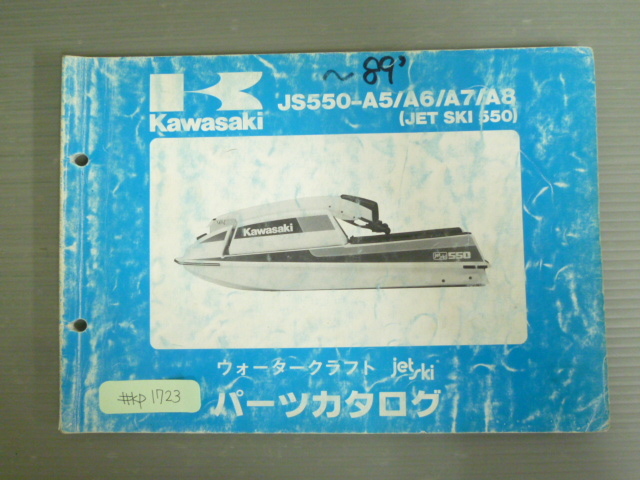 ~89'
Kawasaki
JS550-A5/A6/A7/A8
(JET SKI 550)
Kawasaki
JS550
ウォータークラフト jet ski
パーツカタログ
#kp1723